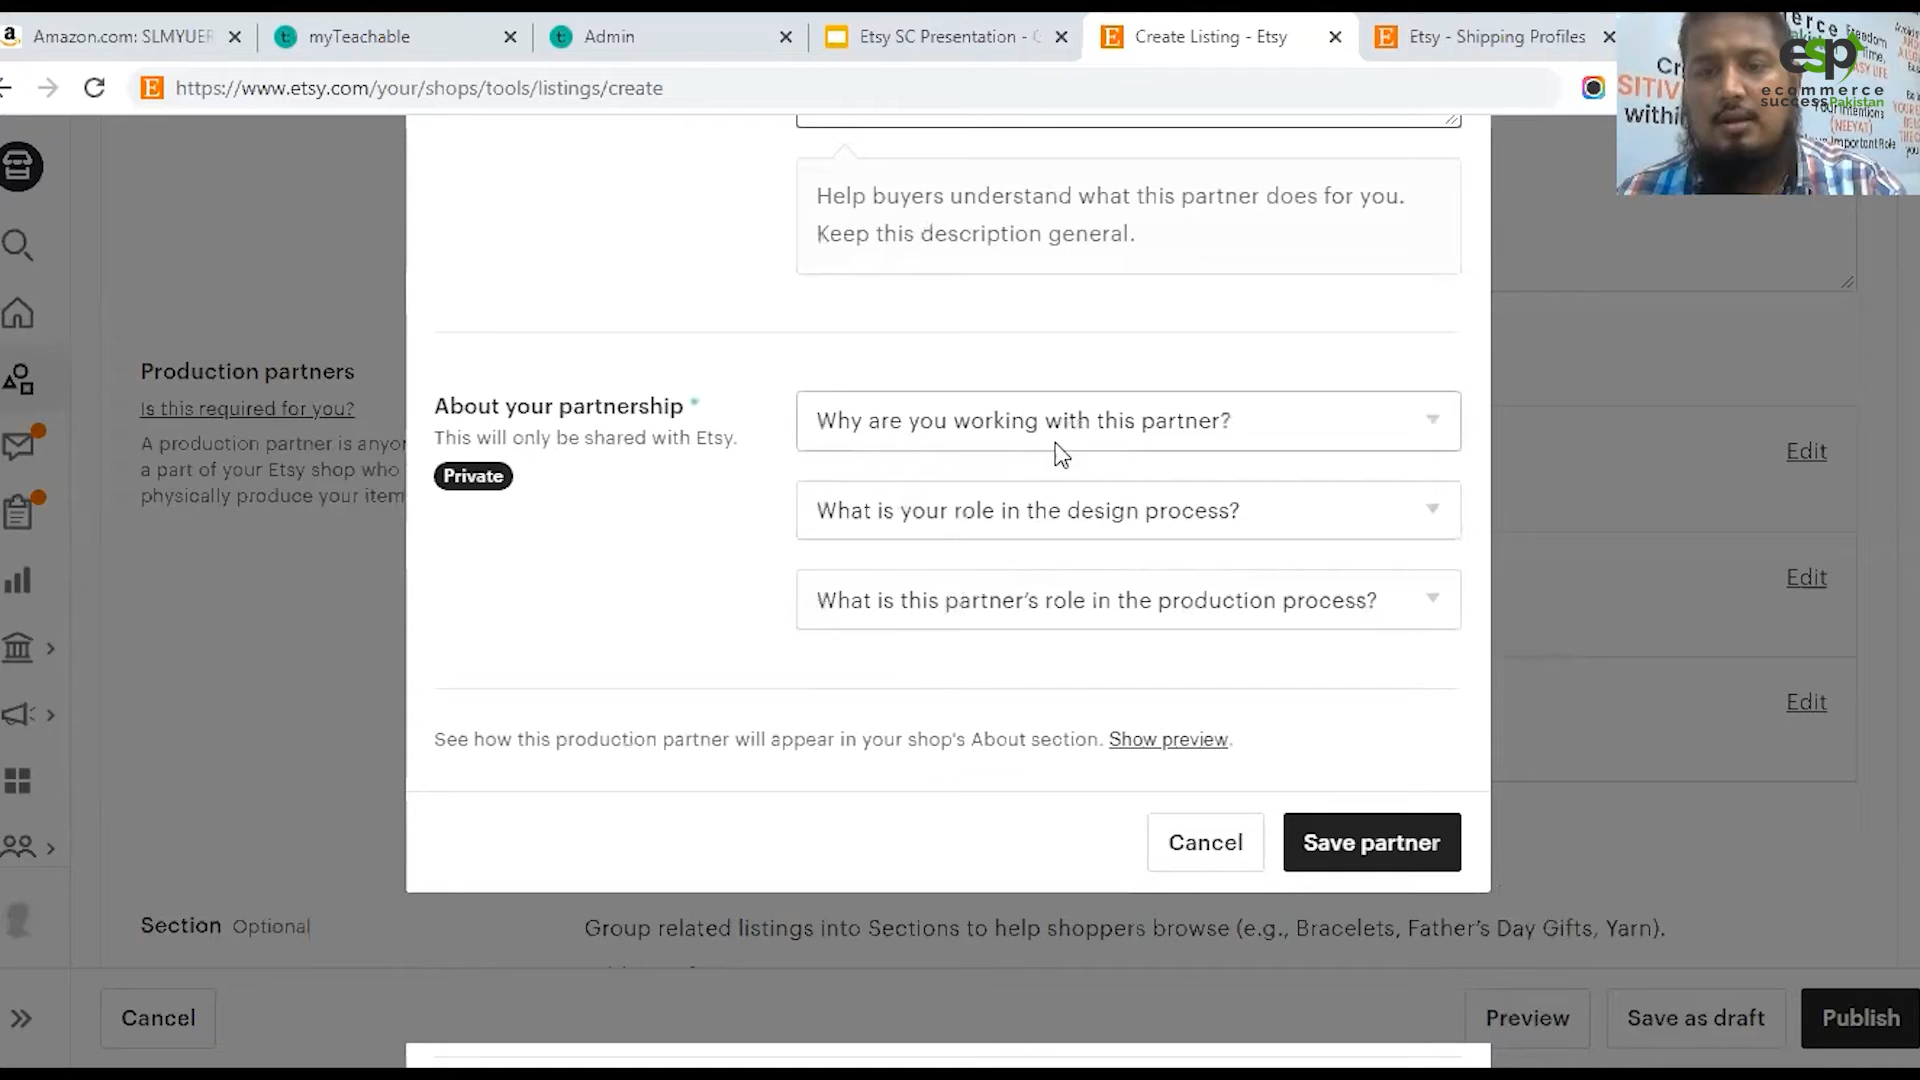 Amazon.com: SLMYUER
myTeachable
Admin
Etsy SC Presentation -
Create Listing - Etsy
Etsy - Shipping Profiles
https://www.etsy.com/your/shops/tools/listings/create
esp
ecommerce
success Pakistan
SITIV
within
(NEEYAT)
Important Role
Help buyers understand what this partner does for you.
Keep this description general.
Production partners
Is this required for you?
A production partner is anyo
a part of your Etsy shop who
physically produce your item
About your partnership *
This will only be shared with Etsy.
Private
Why are you working with this partner?
What is your role in the design process?
What is this partner's role in the production process?
Edit
Edit
Edit
See how this production partner will appear in your shop's About section. Show preview.
Cancel
Save partner
Section Optional
Group related listings into Sections to help shoppers browse (e.g., Bracelets, Father's Day Gifts, Yarn).
Cancel
Preview
Save as draft
Publish